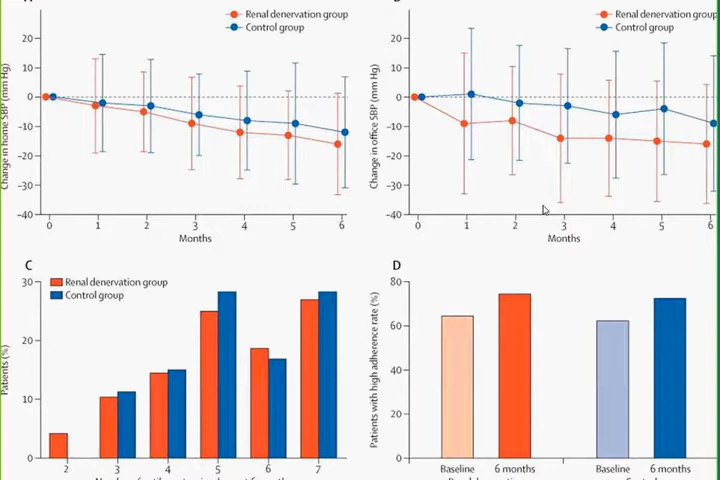 Renal denervation group
Control group
Change in home SBP (mm Hg)
20
10
0
−10
−20
−30
−40
0 1 2 3 4 5 6
Months
Renal denervation group
Control group
Change in office SBP (mm Hg)
20
10
0
−10
−20
−30
−40
0 1 2 3 4 5 6
Months
C
Renal denervation group
Control group
Patients (%)
30
20
10
0
2 3 4 5 6 7
D
Patients with high adherence rate (%)
80
60
40
20
0
Baseline 6 months Baseline 6 months